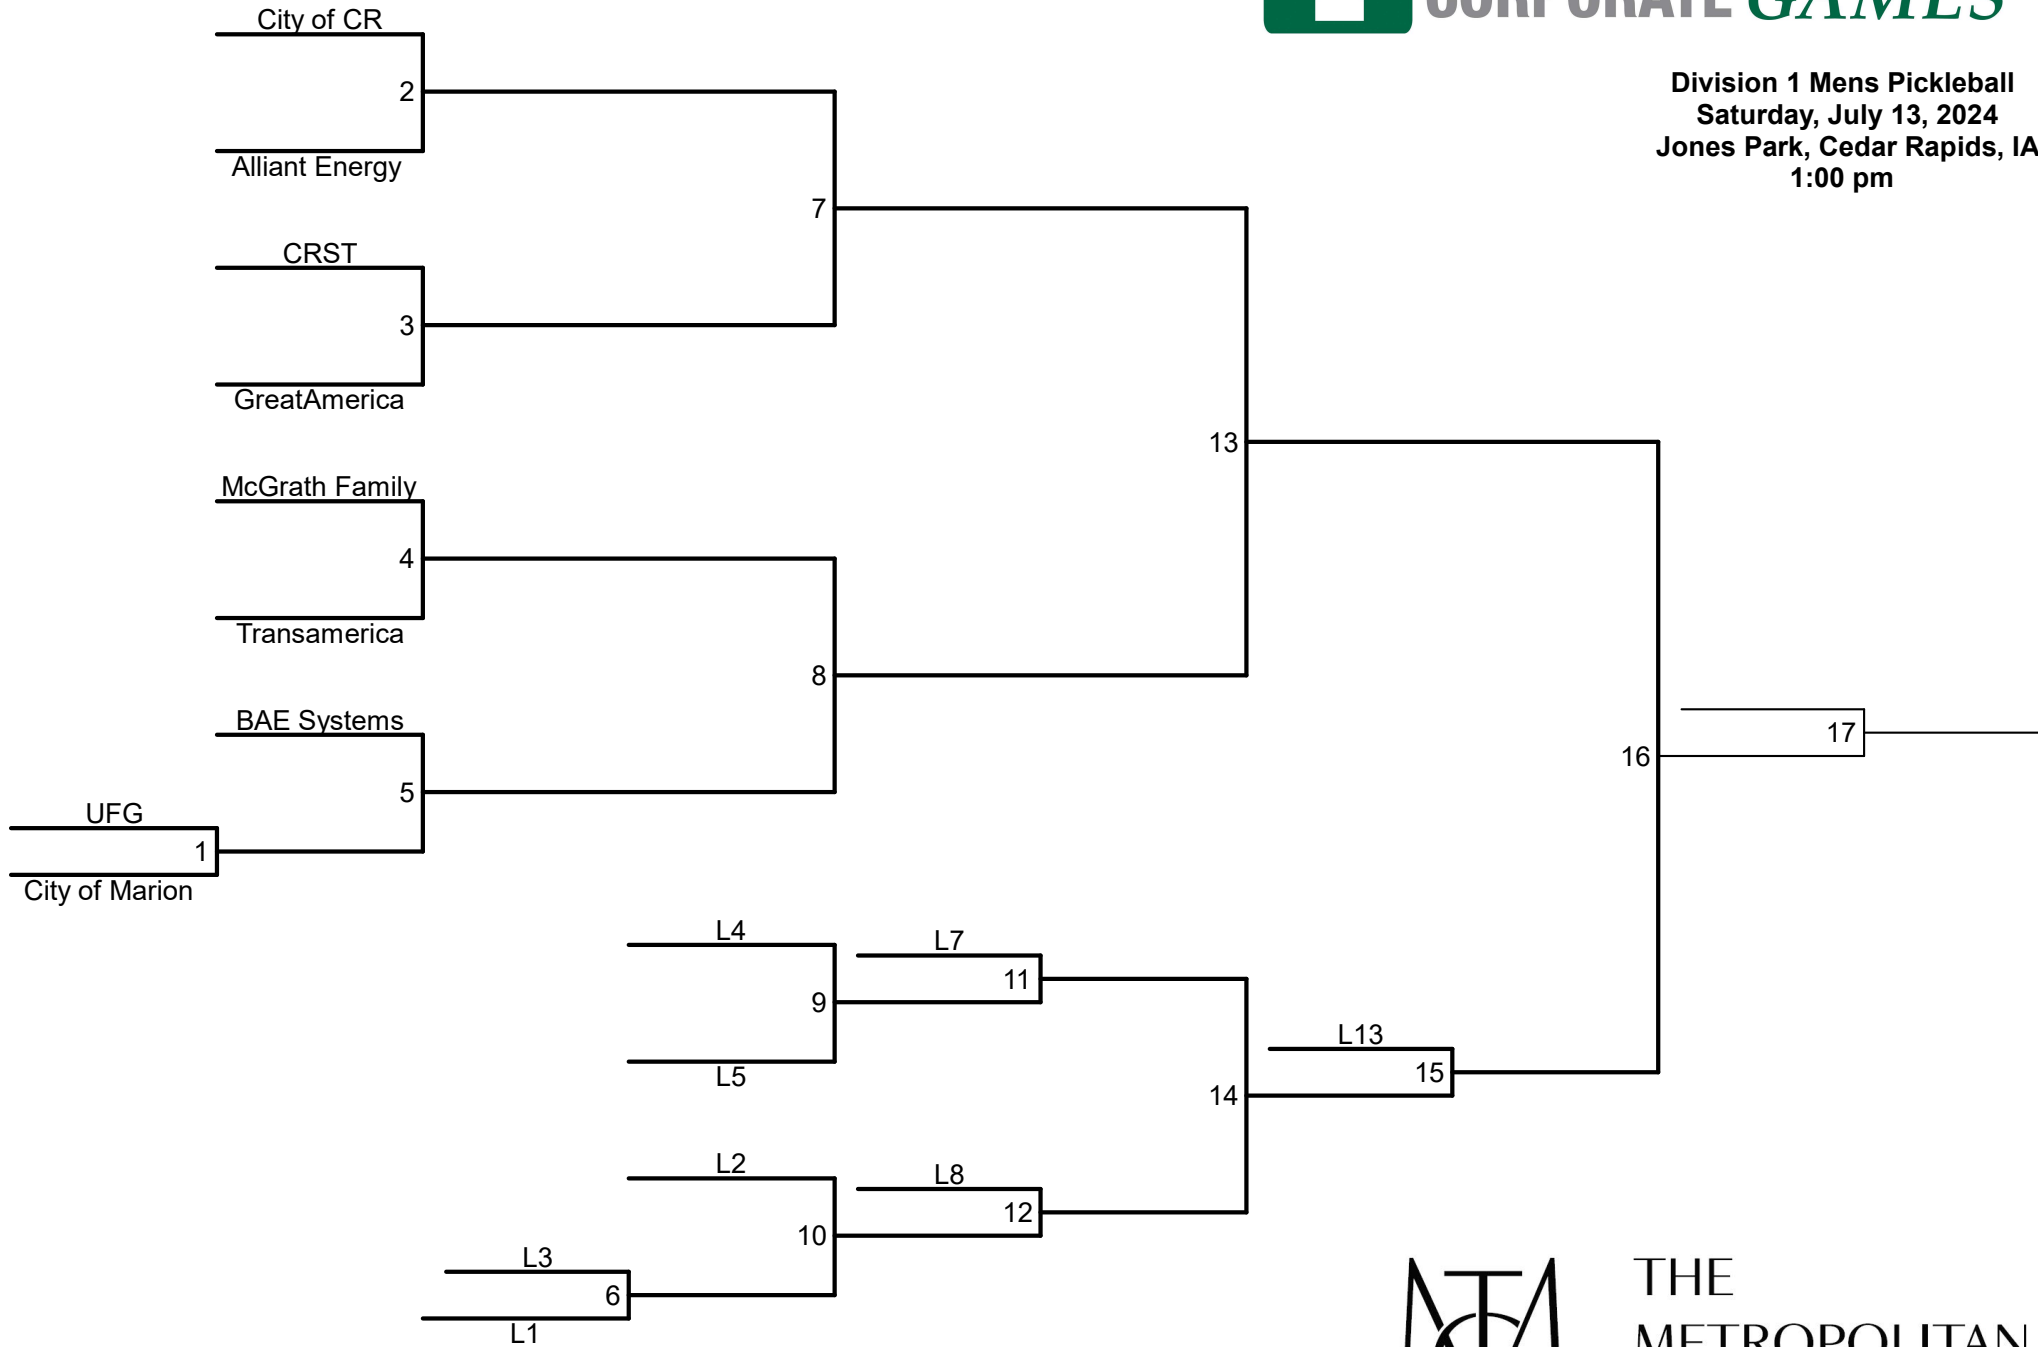 CORPORATE GAMES
Division 1 Mens Pickleball
Saturday, July 13, 2024
Jones Park, Cedar Rapids, IA
1:00 pm
City of CR
2
Alliant Energy
7
CRST
3
GreatAmerica
13
McGrath Family
4
Transamerica
8
BAE Systems
5
UFG
1
City of Marion
16
17
L4
L7
11
9
L5
L13
15
14
L2
L8
12
10
L3
6
L1
THE
METROPOLITAN